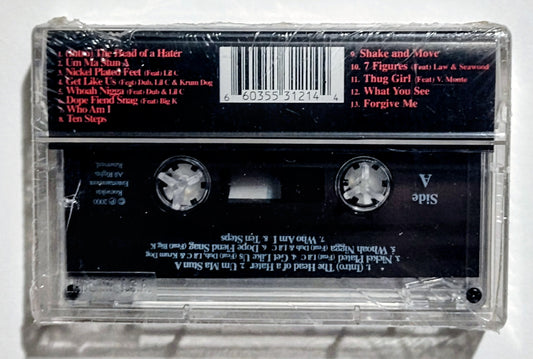 1. (Intro) The Head of a Hater
2. Um Ma Stun A
3. Nickel Plated Feel (Feat) Lil C
4. Get Like Us (Feat) Dub, Lil C & Krum Dog
5. Whoah Nigga (Feat) Dub & Lil C
6. Dope Fiend Snag (Feat) Big K
7. Who Am I
8. Ten Steps
9. Shake and Move
10. 7 Figures (Feat) Law & Seawood
11. Thug Girl (Feat) V. Monte
12. What You See
13. Forgive Me
6 60355 31214 4
Side
A
1. (Intro) The Head of a Hater 2. Um Ma Stun A
3. Nickel Plated (Feat) Lil C 4. Get Like Us (Feat) Dub, Lil C & Krum Dog
5. Whoah Nigga (Feat) Dub & Lil C 6. Dope Fiend Snag (Feat) Big K
7. Who Am I 8. Ten Steps
℗ © 2000
Entertainment
All Rights
Reserved.